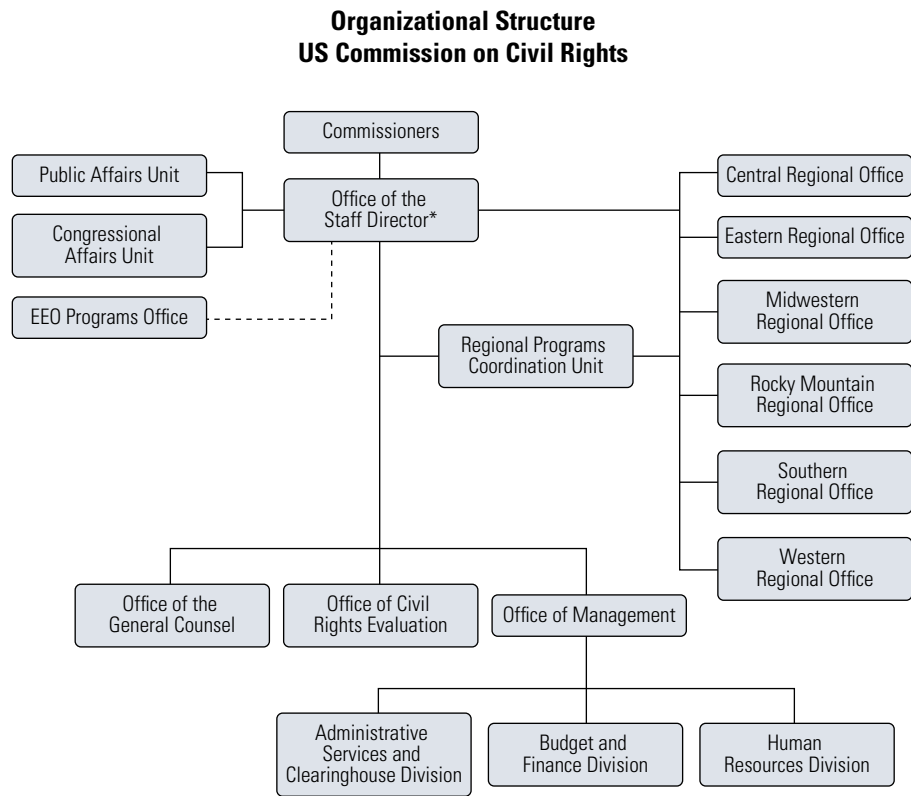 Organizational Structure
US Commission on Civil Rights
Commissioners
Public Affairs Unit
Office of the
Staff Director*
Central Regional Office
Congressional
Affairs Unit
Eastern Regional Office
EEO Programs Office
Midwestern
Regional Office
Regional Programs
Coordination Unit
Rocky Mountain
Regional Office
Southern
Regional Office
Western
Regional Office
Office of the
General Counsel
Office of Civil
Rights Evaluation
Office of Management
Administrative
Services and
Clearinghouse Division
Budget and
Finance Division
Human
Resources Division